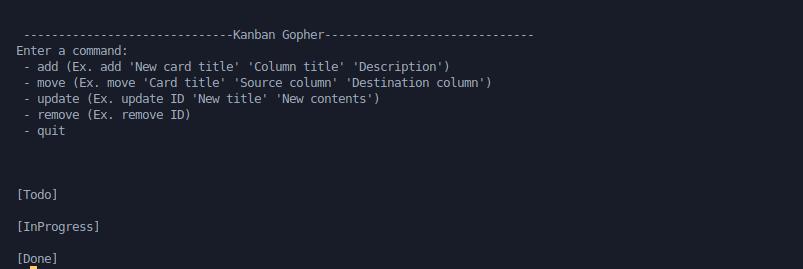 ------------------------------Kanban Gopher------------------------------
Enter a command:
- add (Ex. add 'New card title' 'Column title' 'Description')
- move (Ex. move 'Card title' 'Source column' 'Destination column')
- update (Ex. update ID 'New title' 'New contents')
- remove (Ex. remove ID)
- quit
[Todo]
[InProgress]
[Done]